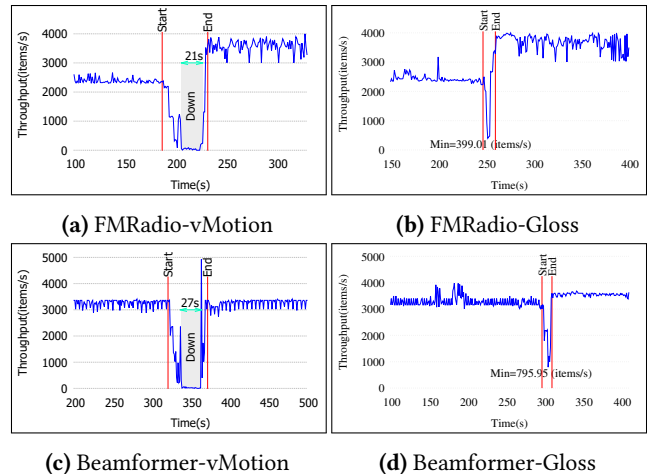 Start
End
4000
3000
2000
1000
0
Throughput(items/s)
21s
Down
100 150 200 250 300
Time(s)
(a) FMRadio-vMotion
Start
End
4000
3000
2000
1000
0
Throughput(items/s)
Min=399.01 (items/s)
150 200 250 300 350 400
Time(s)
(b) FMRadio-Gloss
Start
End
5000
4000
3000
2000
1000
0
Throughput(items/s)
27s
Down
200 250 300 350 400 450 500
Time(s)
(c) Beamformer-vMotion
Start
End
5000
4000
3000
2000
1000
0
Throughput(items/s)
Min=795.95 (items/s)
100 150 200 250 300 350 400
Time(s)
(d) Beamformer-Gloss